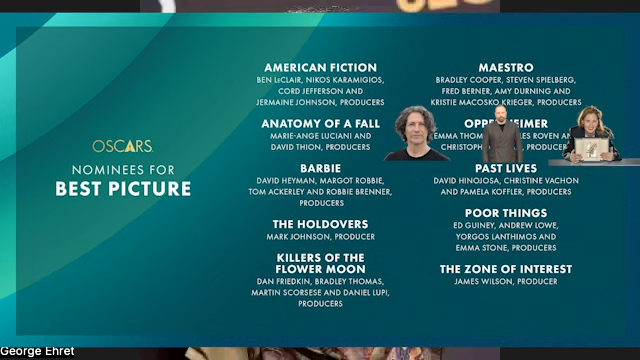 OSCARS
NOMINEES FOR
BEST PICTURE
AMERICAN FICTION
BEN LeCLAIR, NIKOS KARAMIGIOS,
CORD JEFFERSON AND
JERMAINE JOHNSON, PRODUCERS
ANATOMY OF A FALL
MARIE-ANGE LUCIANI AND
DAVID THION, PRODUCERS
BARBIE
DAVID HEYMAN, MARGOT ROBBIE,
TOM ACKERLEY AND ROBBIE BRENNER,
PRODUCERS
THE HOLDOVERS
MARK JOHNSON, PRODUCER
KILLERS OF THE
FLOWER MOON
DAN FRIEDKIN, BRADLEY THOMAS,
MARTIN SCORSESE AND DANIEL LUPI,
PRODUCERS
MAESTRO
BRADLEY COOPER, STEVEN SPIELBERG,
FRED BERNER, AMY DURNING AND
KRISTIE MACOSKO KRIEGER, PRODUCERS
EMMA ROVEN
PRODUCERS
PAST LIVES
DAVID HINOJOSA, CHRISTINE VACHON
AND PAMELA KOFFLER, PRODUCERS
POOR THINGS
ED GUINEY, ANDREW LOWE,
YORGOS LANTHIMOS AND
EMMA STONE, PRODUCERS
THE ZONE OF INTEREST
JAMES WILSON, PRODUCER
George Ehret